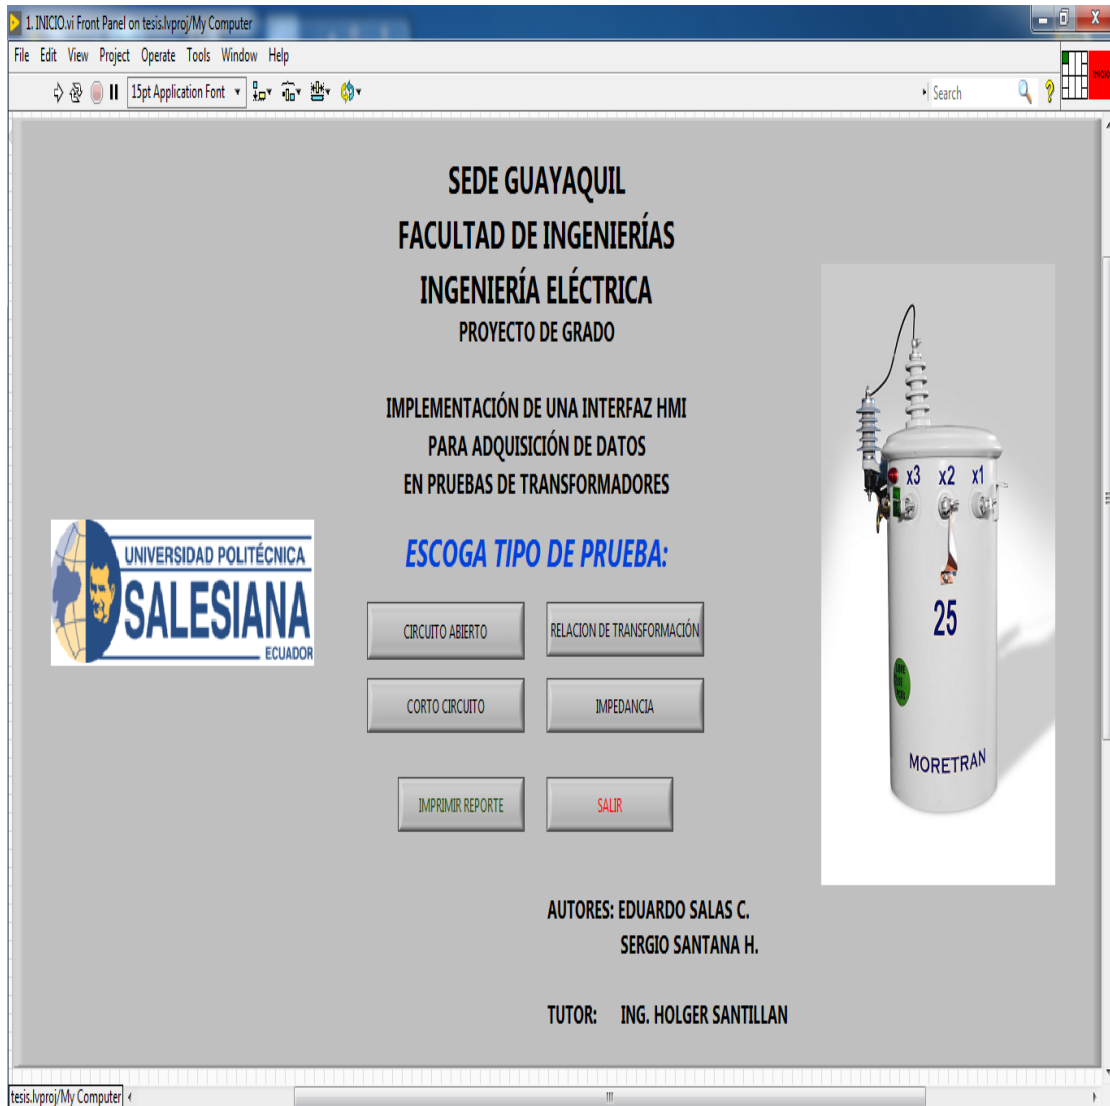 1. INICIO.vi Front Panel on tesis.lvproj/My Computer
File Edit View Project Operate Tools Window Help
15pt Application Font
Search
INICIO
SEDE GUAYAQUIL
FACULTAD DE INGENIERÍAS
INGENIERÍA ELÉCTRICA
PROYECTO DE GRADO
IMPLEMENTACIÓN DE UNA INTERFAZ HMI
PARA ADQUISICIÓN DE DATOS
EN PRUEBAS DE TRANSFORMADORES
UNIVERSIDAD POLITÉCNICA
SALESIANA
ECUADOR
ESCOGA TIPO DE PRUEBA:
CIRCUITO ABIERTO
RELACION DE TRANSFORMACIÓN
CORTO CIRCUITO
IMPEDANCIA
IMPRIMIR REPORTE
SALIR
x3 x2 x1
25
MORETRAN
AUTORES: EDUARDO SALAS C.
SERGIO SANTANA H.
TUTOR: ING. HOLGER SANTILLAN
tesis.lvproj/My Computer